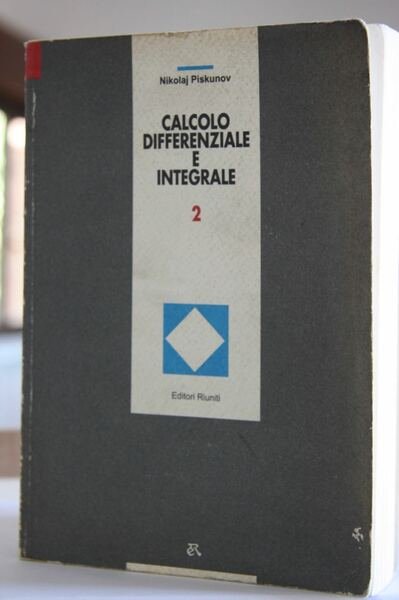 Nikolaj Piskunov
CALCOLO
DIFFERENZIALE
E
INTEGRALE
2
Editori Riuniti